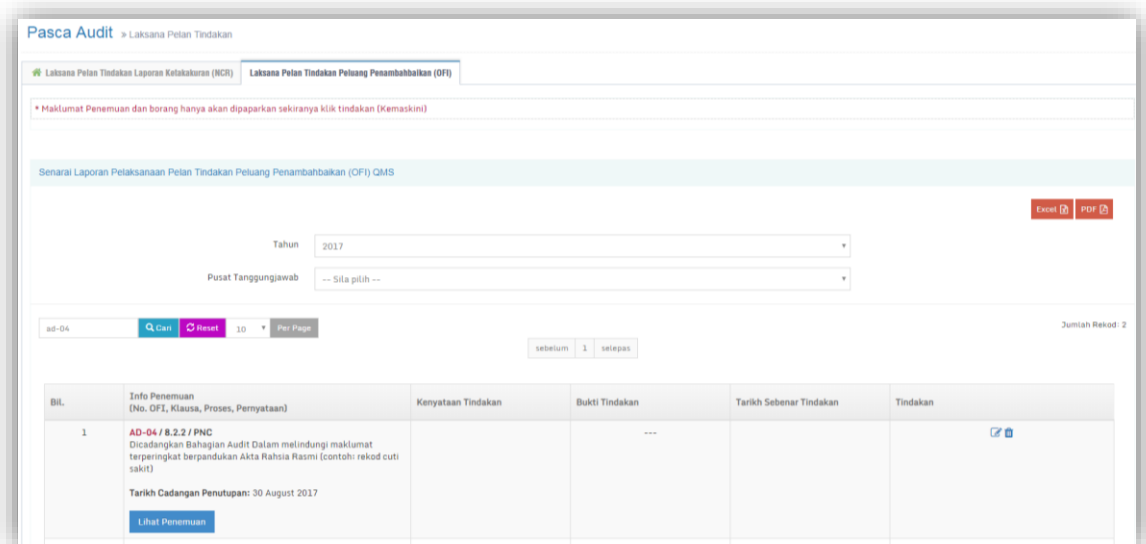 Pasca Audit » Laksana Pelan Tindakan
Laksana Pelan Tindakan Laporan Ketakakuran (NCR) Laksana Pelan Tindakan Peluang Penambahbaikan (OFI)
* Maklumat Penemuan dan borang hanya akan dipaparkan sekiranya klik tindakan (Kemaskini)
Senarai Laporan Pelaksanaan Pelan Tindakan Peluang Penambahbaikan (OFI) QMS
Excel PDF
Tahun 2017
Pusat Tanggungjawab -- Sila pilih --
ad-04 Cari Reset 10 Per Page Jumlah Rekod: 2
sebelum 1 selepas
Bil. Info Penemuan Kenyataan Tindakan Bukti Tindakan Tarikh Sebenar Tindakan Tindakan
(No. OFI, Klausa, Proses, Pernyataan)
1 AD-04 / 8.2.2 / PNC ---
Dicadangkan Bahagian Audit Dalam melindungi maklumat
terperingkat berpandukan Akta Rahsia Rasmi (contoh: rekod cuti
sakit)
Tarikh Cadangan Penutupan: 30 August 2017
Lihat Penemuan